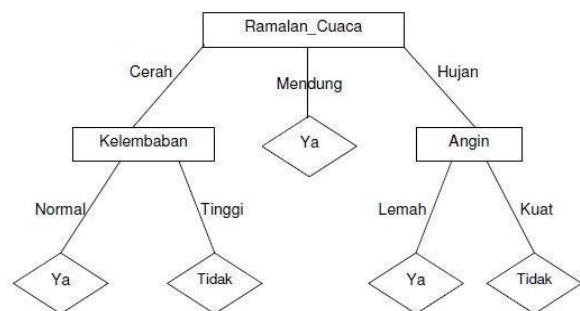 Ramalan_Cuaca
Cerah
Mendung
Hujan
Kelembaban
Ya
Angin
Normal
Tinggi
Lemah
Kuat
Ya
Tidak
Ya
Tidak